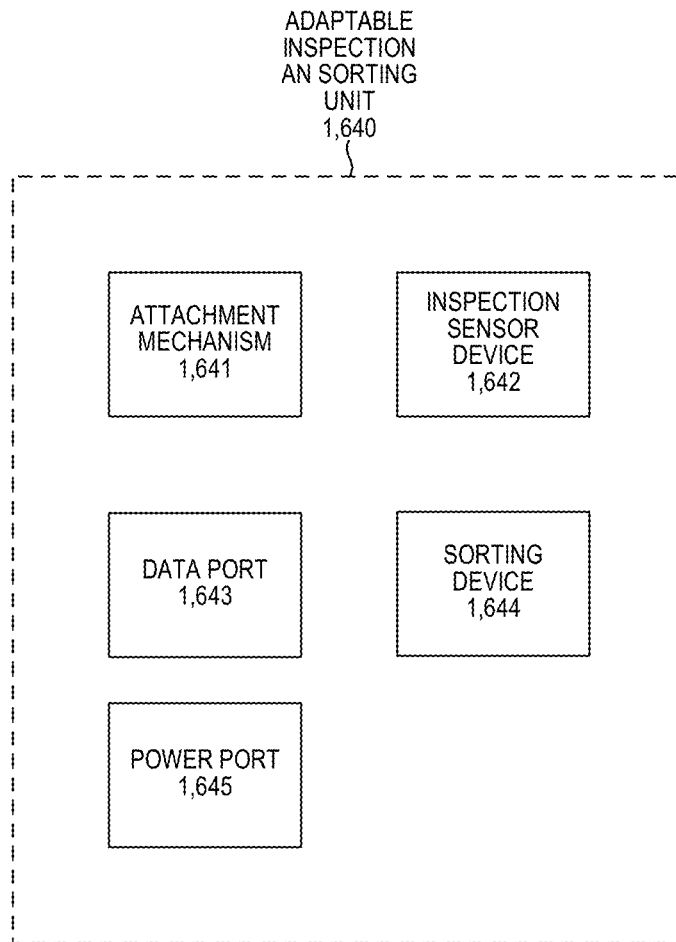 ADAPTABLE
INSPECTION
AN SORTING
UNIT
1,640
ATTACHMENT
MECHANISM
1,641
INSPECTION
SENSOR
DEVICE
1,642
DATA PORT
1,643
SORTING
DEVICE
1,644
POWER PORT
1,645